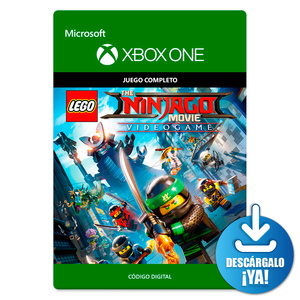 Microsoft
XBOX ONE
JUEGO COMPLETO
LEGO
THE
NINJAGO
MOVIE
VIDEOGAME
CÓDIGO DIGITAL
DESCÁRGALO
¡YA!